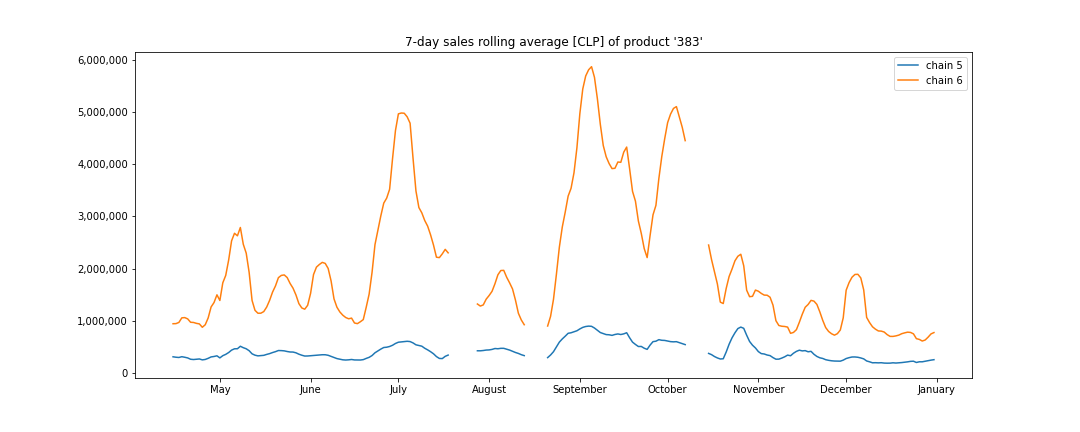 7-day sales rolling average [CLP] of product '383'
6,000,000
5,000,000
4,000,000
3,000,000
2,000,000
1,000,000
0
chain 5
chain 6
May June July August September October November December January